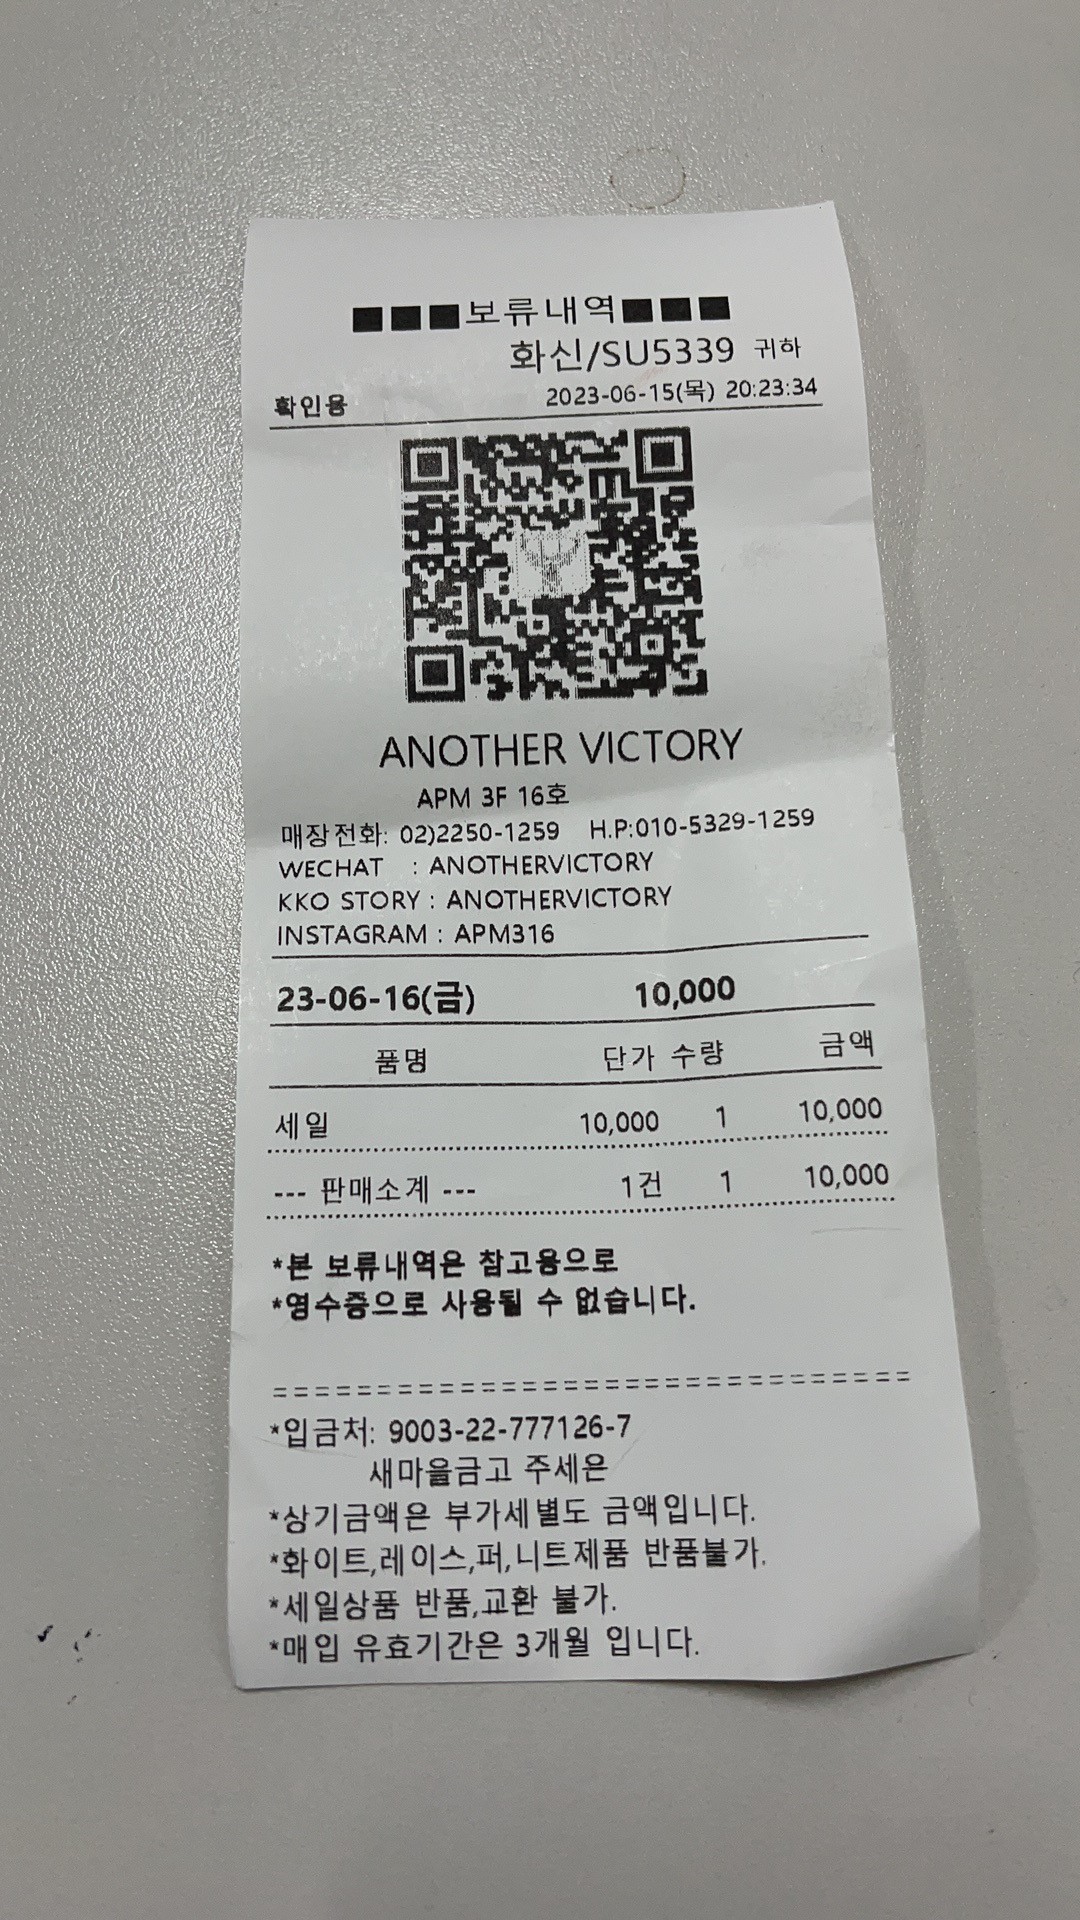 ■■■보류내역■■■
화신/SU5339 귀하
확인용 2023-06-15(목) 20:23:34
ANOTHER VICTORY
APM 3F 16호
매장전화: 02)2250-1259 H.P:010-5329-1259
WECHAT : ANOTHERVICTORY
KKO STORY : ANOTHERVICTORY
INSTAGRAM : APM316
23-06-16(금) 10,000
품명 단가 수량 금액
세일 10,000 1 10,000
--- 판매소계 --- 1건 1 10,000
*본 보류내역은 참고용으로
*영수증으로 사용될 수 없습니다.
===============================
*입금처: 9003-22-777126-7
새마을금고 주세은
*상기금액은 부가세별도 금액입니다.
*화이트,레이스,퍼,니트제품 반품불가.
*세일상품 반품,교환 불가.
*매입 유효기간은 3개월 입니다.